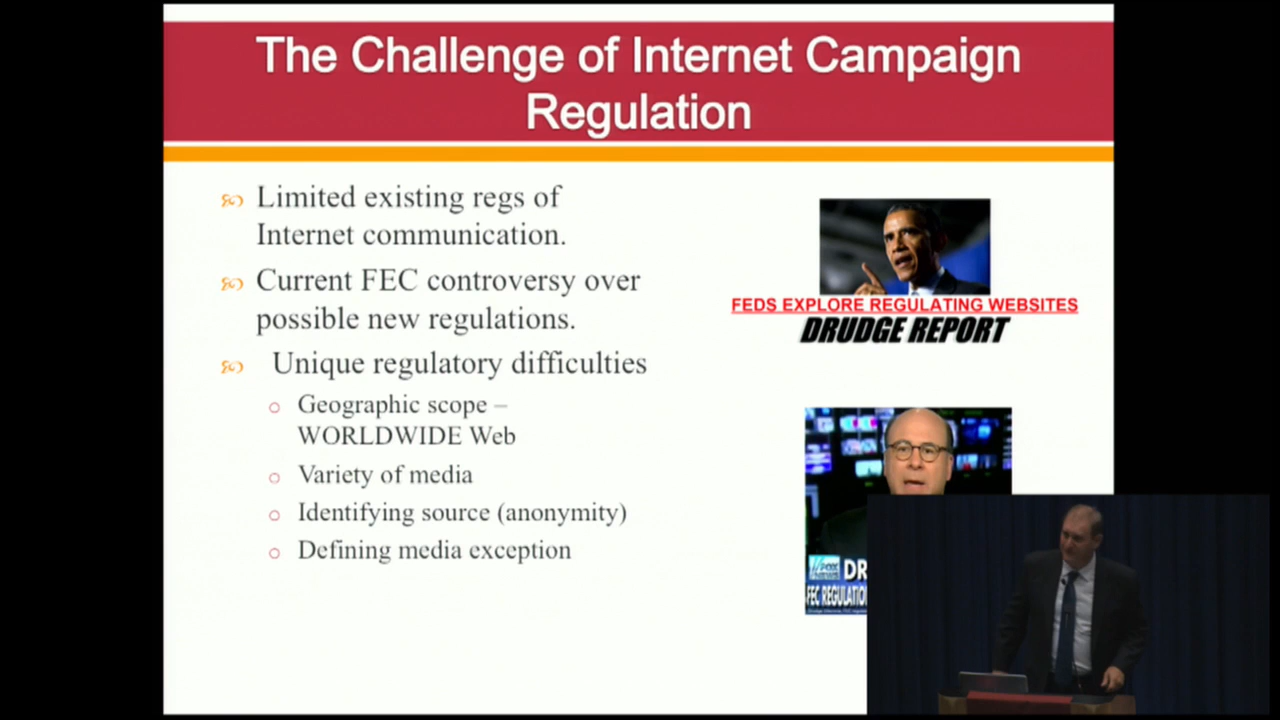 The Challenge of Internet Campaign
Regulation
Limited existing regs of
Internet communication.
Current FEC controversy over
possible new regulations.
Unique regulatory difficulties
Geographic scope –
WORLDWIDE Web
Variety of media
Identifying source (anonymity)
Defining media exception
FEDS EXPLORE REGULATING WEBSITES
DRUDGE REPORT
DR
FEC REGULATIO